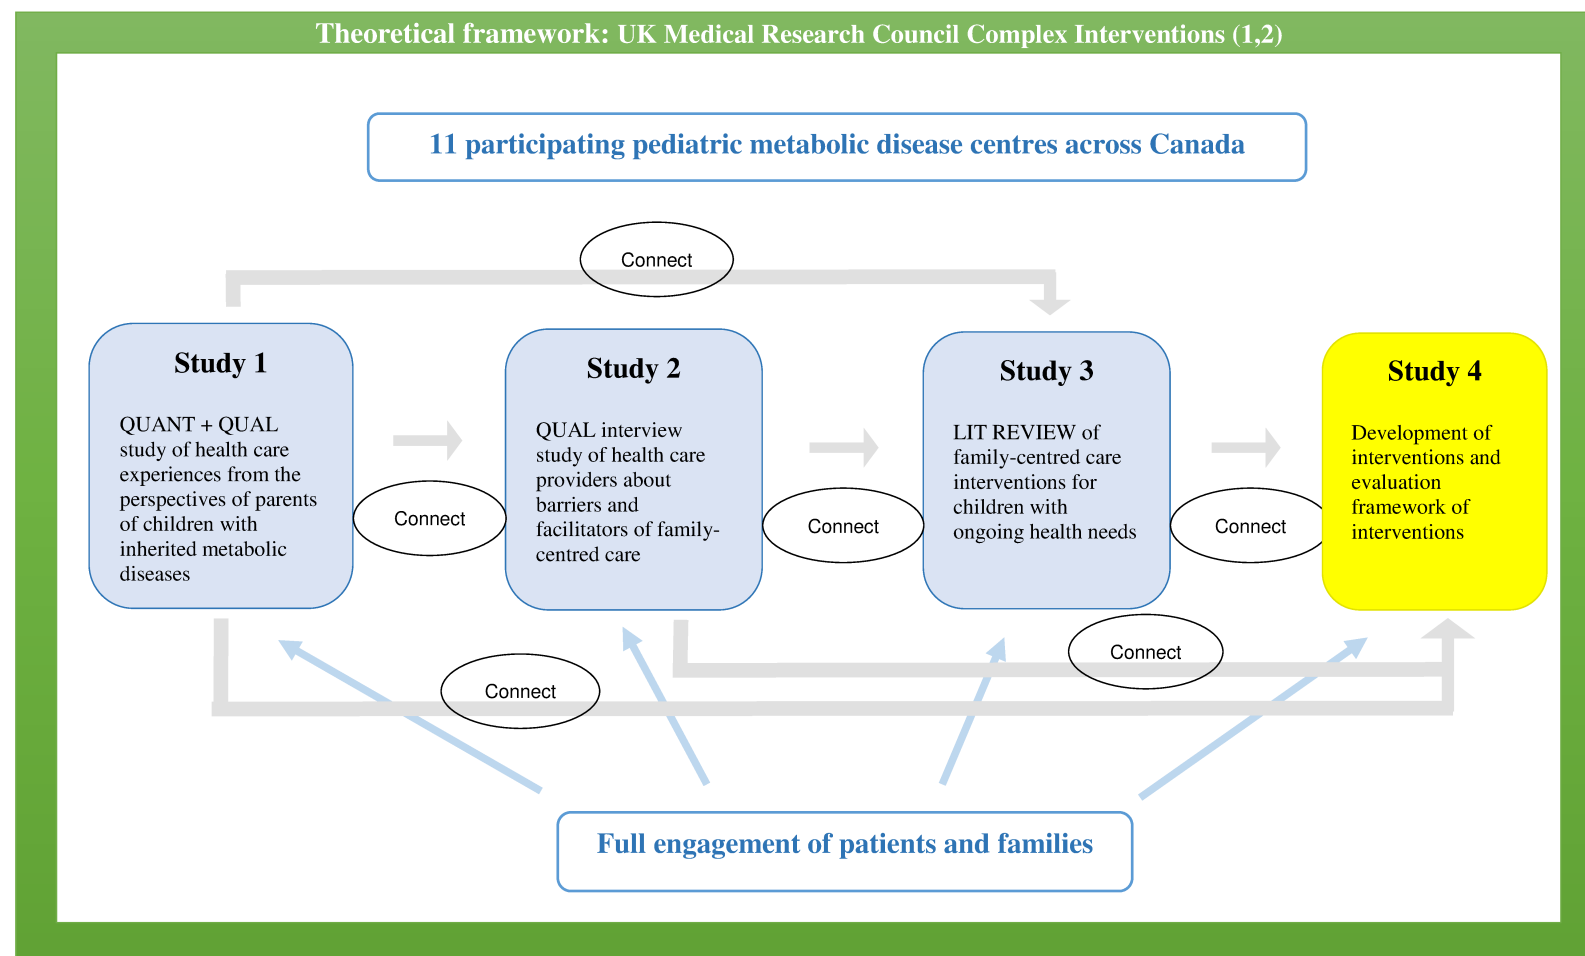 Theoretical framework: UK Medical Research Council Complex Interventions (1,2)
11 participating pediatric metabolic disease centres across Canada
Connect
Study 1
QUANT + QUAL
study of health care
experiences from the
perspectives of parents
of children with
inherited metabolic
diseases
Connect
Study 2
QUAL interview
study of health care
providers about
barriers and
facilitators of family-
centred care
Connect
Study 3
LIT REVIEW of
family-centred care
interventions for
children with
ongoing health needs
Connect
Study 4
Development of
interventions and
evaluation
framework of
interventions
Connect
Connect
Full engagement of patients and families